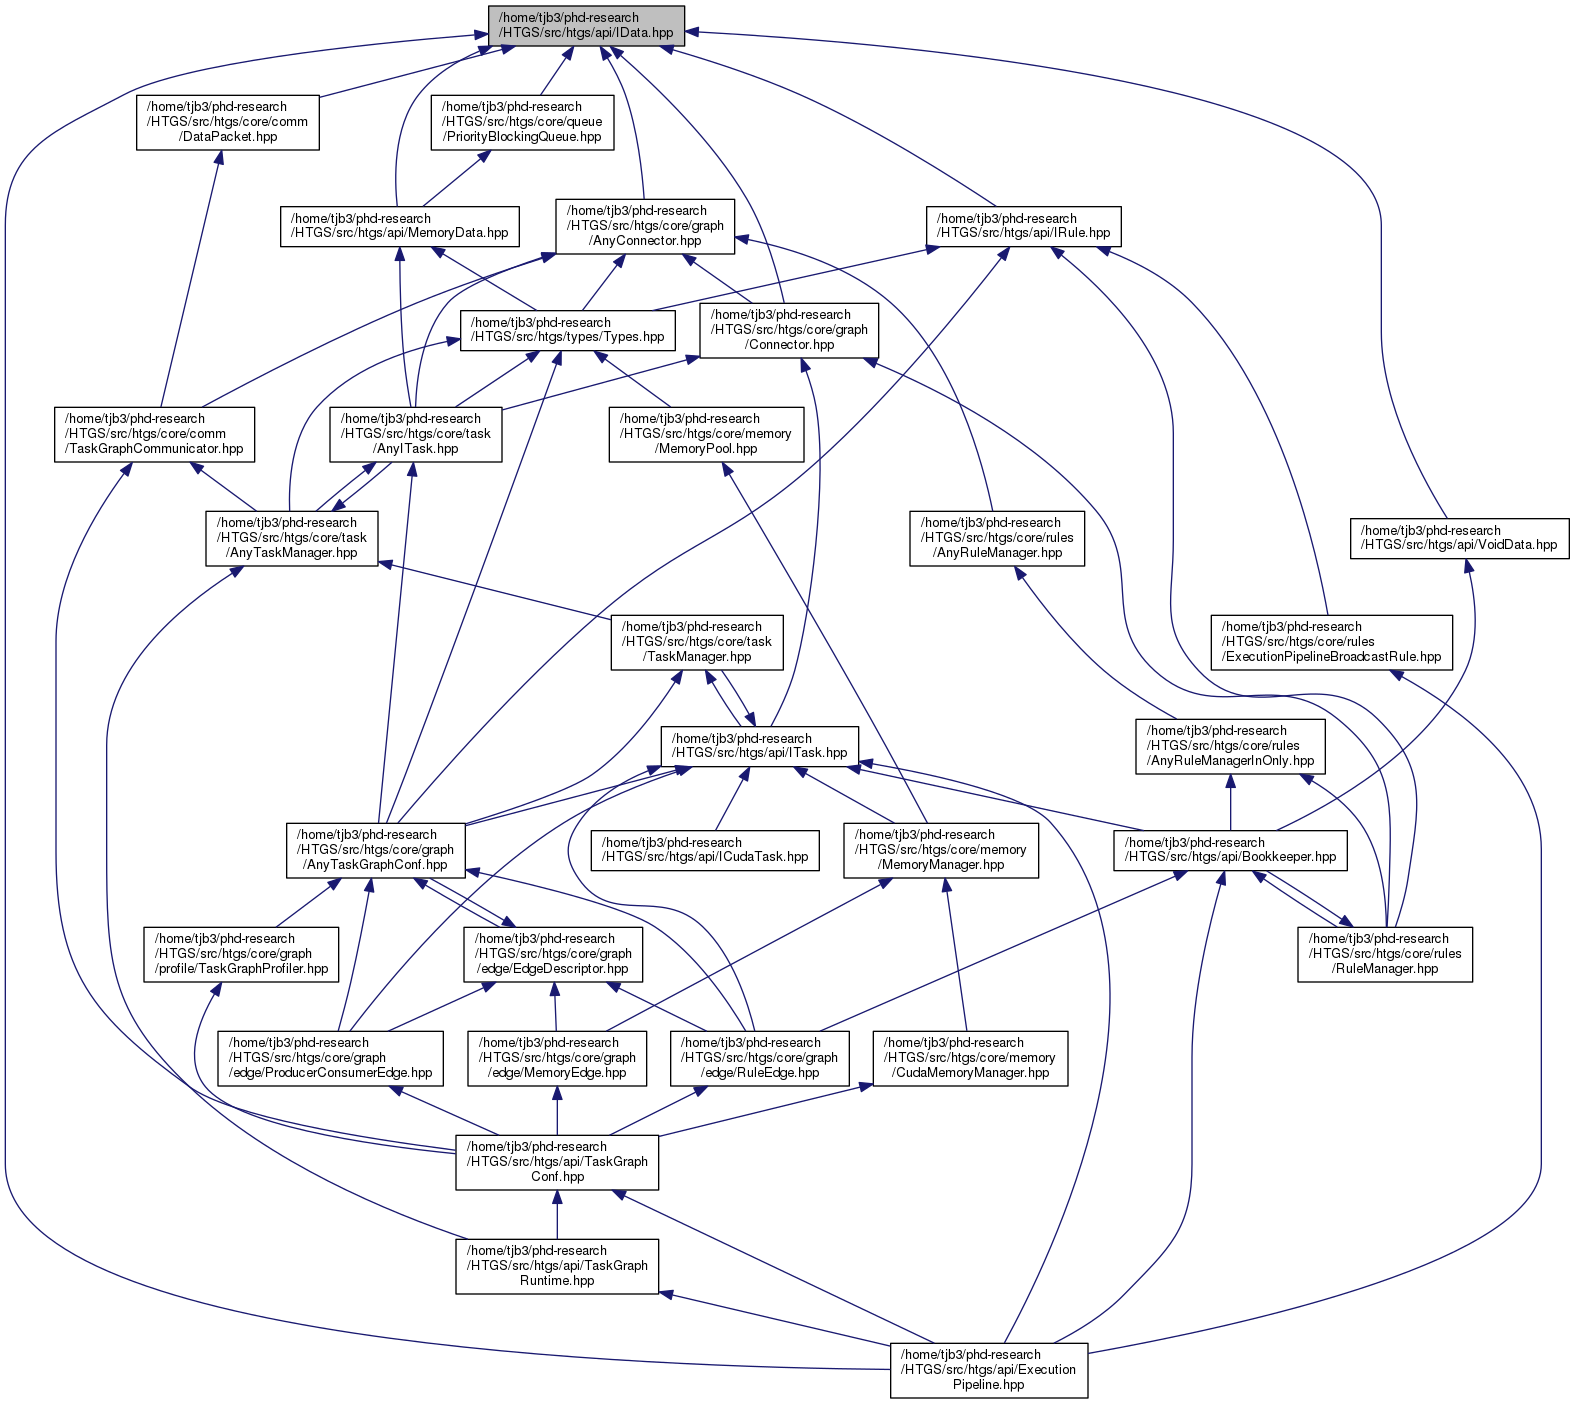 /home/tjb3/phd-research
/HTGS/src/htgs/api/IData.hpp
/home/tjb3/phd-research
/HTGS/src/htgs/core/comm
/DataPacket.hpp
/home/tjb3/phd-research
/HTGS/src/htgs/core/queue
/PriorityBlockingQueue.hpp
/home/tjb3/phd-research
/HTGS/src/htgs/api/MemoryData.hpp
/home/tjb3/phd-research
/HTGS/src/htgs/core/graph
/AnyConnector.hpp
/home/tjb3/phd-research
/HTGS/src/htgs/api/IRule.hpp
/home/tjb3/phd-research
/HTGS/src/htgs/types/Types.hpp
/home/tjb3/phd-research
/HTGS/src/htgs/core/graph
/Connector.hpp
/home/tjb3/phd-research
/HTGS/src/htgs/core/comm
/TaskGraphCommunicator.hpp
/home/tjb3/phd-research
/HTGS/src/htgs/core/task
/AnyITask.hpp
/home/tjb3/phd-research
/HTGS/src/htgs/core/memory
/MemoryPool.hpp
/home/tjb3/phd-research
/HTGS/src/htgs/core/task
/AnyTaskManager.hpp
/home/tjb3/phd-research
/HTGS/src/htgs/core/rules
/AnyRuleManager.hpp
/home/tjb3/phd-research
/HTGS/src/htgs/api/VoidData.hpp
/home/tjb3/phd-research
/HTGS/src/htgs/core/task
/TaskManager.hpp
/home/tjb3/phd-research
/HTGS/src/htgs/core/rules
/ExecutionPipelineBroadcastRule.hpp
/home/tjb3/phd-research
/HTGS/src/htgs/api/ITask.hpp
/home/tjb3/phd-research
/HTGS/src/htgs/core/rules
/AnyRuleManagerInOnly.hpp
/home/tjb3/phd-research
/HTGS/src/htgs/core/graph
/AnyTaskGraphConf.hpp
/home/tjb3/phd-research
/HTGS/src/htgs/api/ICudaTask.hpp
/home/tjb3/phd-research
/HTGS/src/htgs/core/memory
/MemoryManager.hpp
/home/tjb3/phd-research
/HTGS/src/htgs/api/Bookkeeper.hpp
/home/tjb3/phd-research
/HTGS/src/htgs/core/graph
/profile/TaskGraphProfiler.hpp
/home/tjb3/phd-research
/HTGS/src/htgs/core/graph
/edge/EdgeDescriptor.hpp
/home/tjb3/phd-research
/HTGS/src/htgs/core/rules
/RuleManager.hpp
/home/tjb3/phd-research
/HTGS/src/htgs/core/graph
/edge/ProducerConsumerEdge.hpp
/home/tjb3/phd-research
/HTGS/src/htgs/core/graph
/edge/MemoryEdge.hpp
/home/tjb3/phd-research
/HTGS/src/htgs/core/graph
/edge/RuleEdge.hpp
/home/tjb3/phd-research
/HTGS/src/htgs/core/memory
/CudaMemoryManager.hpp
/home/tjb3/phd-research
/HTGS/src/htgs/api/TaskGraph
Conf.hpp
/home/tjb3/phd-research
/HTGS/src/htgs/api/TaskGraph
Runtime.hpp
/home/tjb3/phd-research
/HTGS/src/htgs/api/Execution
Pipeline.hpp